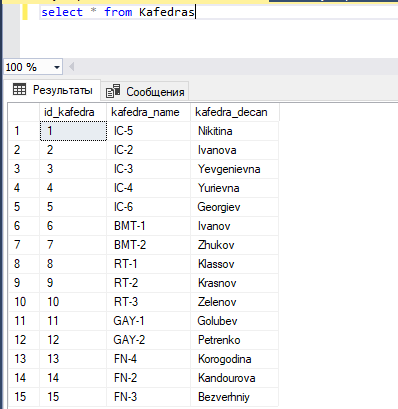 select * from Kafedras
100 %
Результаты Сообщения
id_kafedra kafedra_name kafedra_decan
1 1 IC-5 Nikitina
2 2 IC-2 Ivanova
3 3 IC-3 Yevgenievna
4 4 IC-4 Yurievna
5 5 IC-6 Georgiev
6 6 BMT-1 Ivanov
7 7 BMT-2 Zhukov
8 8 RT-1 Klassov
9 9 RT-2 Krasnov
10 10 RT-3 Zelenov
11 11 GAY-1 Golubev
12 12 GAY-2 Petrenko
13 13 FN-4 Korogodina
14 14 FN-2 Kandourova
15 15 FN-3 Bezverhniy